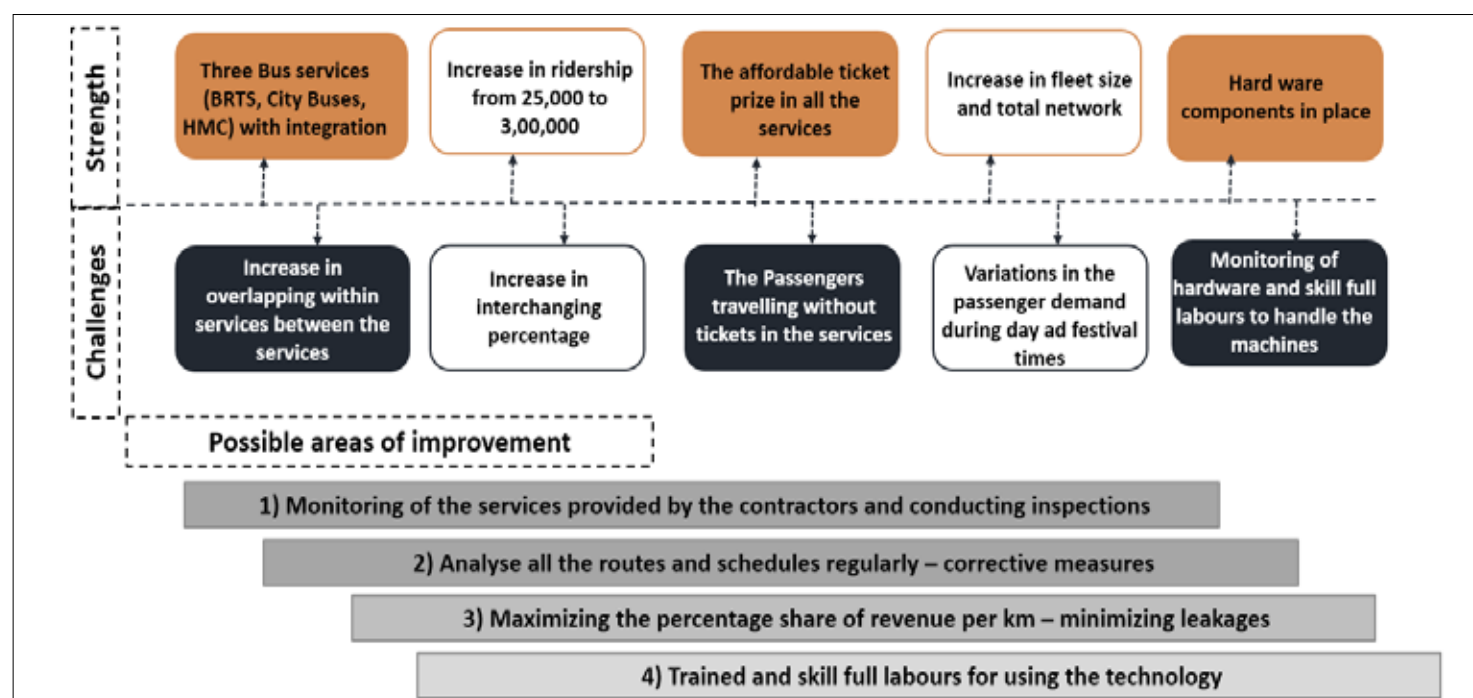 Strength
Three Bus services
(BRTS, City Buses,
HMC) with integration
Increase in ridership
from 25,000 to
3,00,000
The affordable ticket
prize in all the
services
Increase in fleet size
and total network
Hard ware
components in place
Challenges
Increase in
overlapping within
services between the
services
Increase in
interchanging
percentage
The Passengers
travelling without
tickets in the services
Variations in the
passenger demand
during day ad festival
times
Monitoring of
hardware and skill full
labours to handle the
machines
Possible areas of improvement
1) Monitoring of the services provided by the contractors and conducting inspections
2) Analyse all the routes and schedules regularly – corrective measures
3) Maximizing the percentage share of revenue per km – minimizing leakages
4) Trained and skill full labours for using the technology